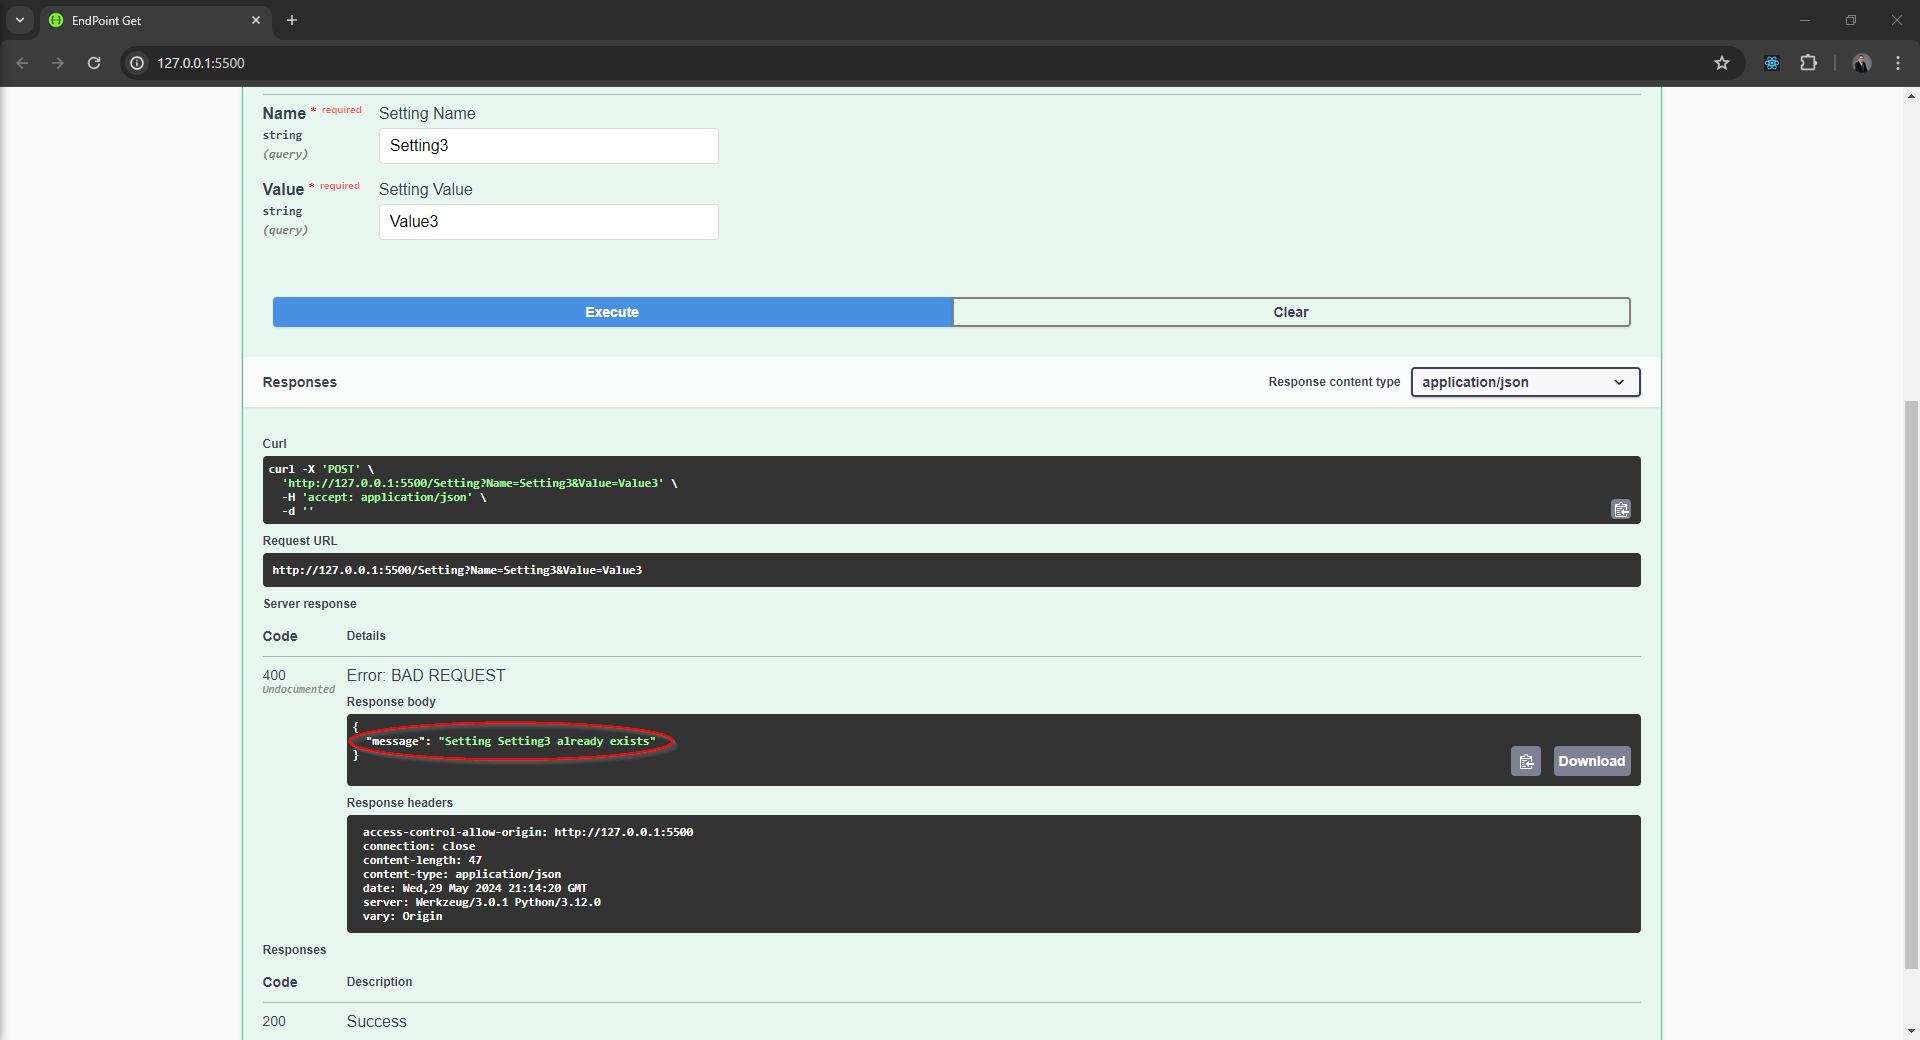 EndPoint Get
127.0.0.1:5500
Name * required
Setting Name
string
(query)
Setting3
Value * required
Setting Value
string
(query)
Value3
Execute
Clear
Responses
Response content type
application/json
Curl
curl -X 'POST' \
'http://127.0.0.1:5500/Setting?Name=Setting3&Value=Value3' \
-H 'accept: application/json' \
-d ''
Request URL
http://127.0.0.1:5500/Setting?Name=Setting3&Value=Value3
Server response
Code
Details
400
Undocumented
Error: BAD REQUEST
Response body
{
"message": "Setting Setting3 already exists"
}
Download
Response headers
access-control-allow-origin: http://127.0.0.1:5500
connection: close
content-length: 47
content-type: application/json
date: Wed,29 May 2024 21:14:20 GMT
server: Werkzeug/3.0.1 Python/3.12.0
vary: Origin
Responses
Code
Description
200
Success